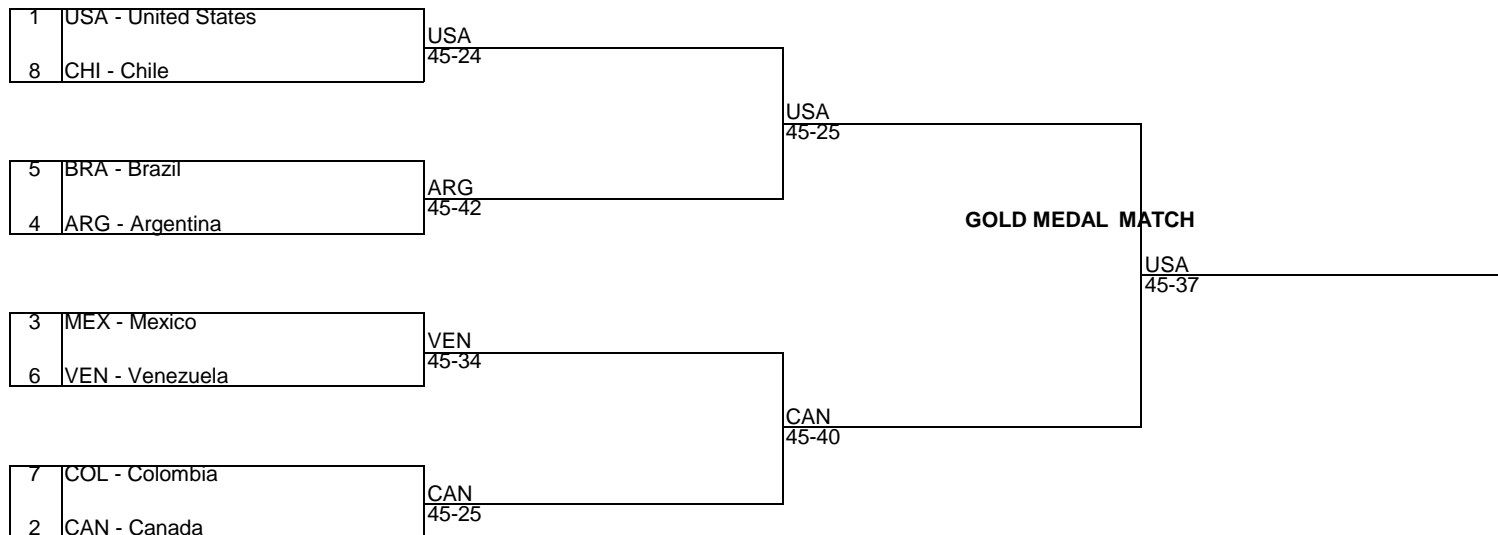 1 USA - United States
USA
45-24
8 CHI - Chile
USA
45-25
5 BRA - Brazil
ARG
45-42
4 ARG - Argentina
GOLD MEDAL MATCH
USA
45-37
3 MEX - Mexico
VEN
45-34
6 VEN - Venezuela
CAN
45-40
7 COL - Colombia
CAN
45-25
2 CAN - Canada